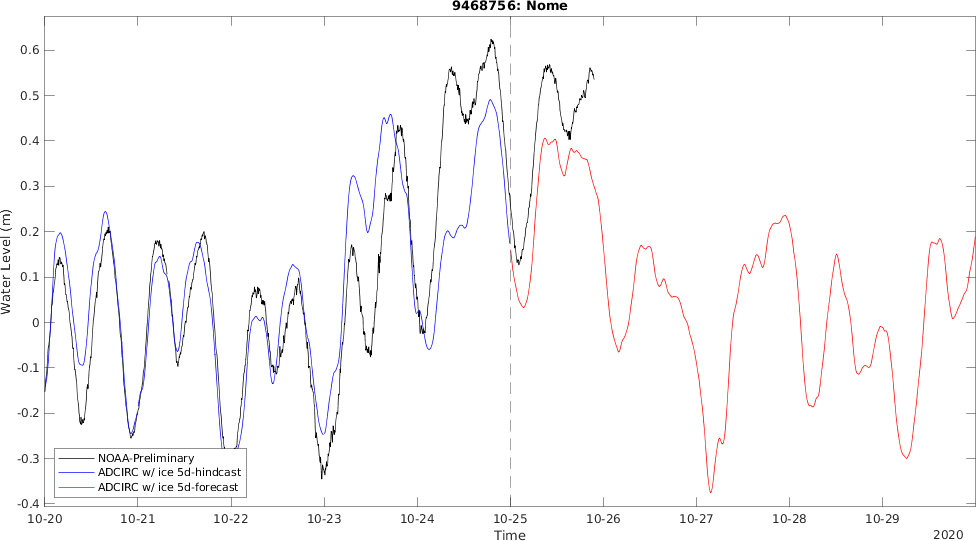 9468756: Nome
Water Level (m)
0.6
0.5
0.4
0.3
0.2
0.1
0
-0.1
-0.2
-0.3
-0.4
NOAA-Preliminary
ADCIRC w/ ice 5d-hindcast
ADCIRC w/ ice 5d-forecast
10-20 10-21 10-22 10-23 10-24 10-25 10-26 10-27 10-28 10-29
Time
2020